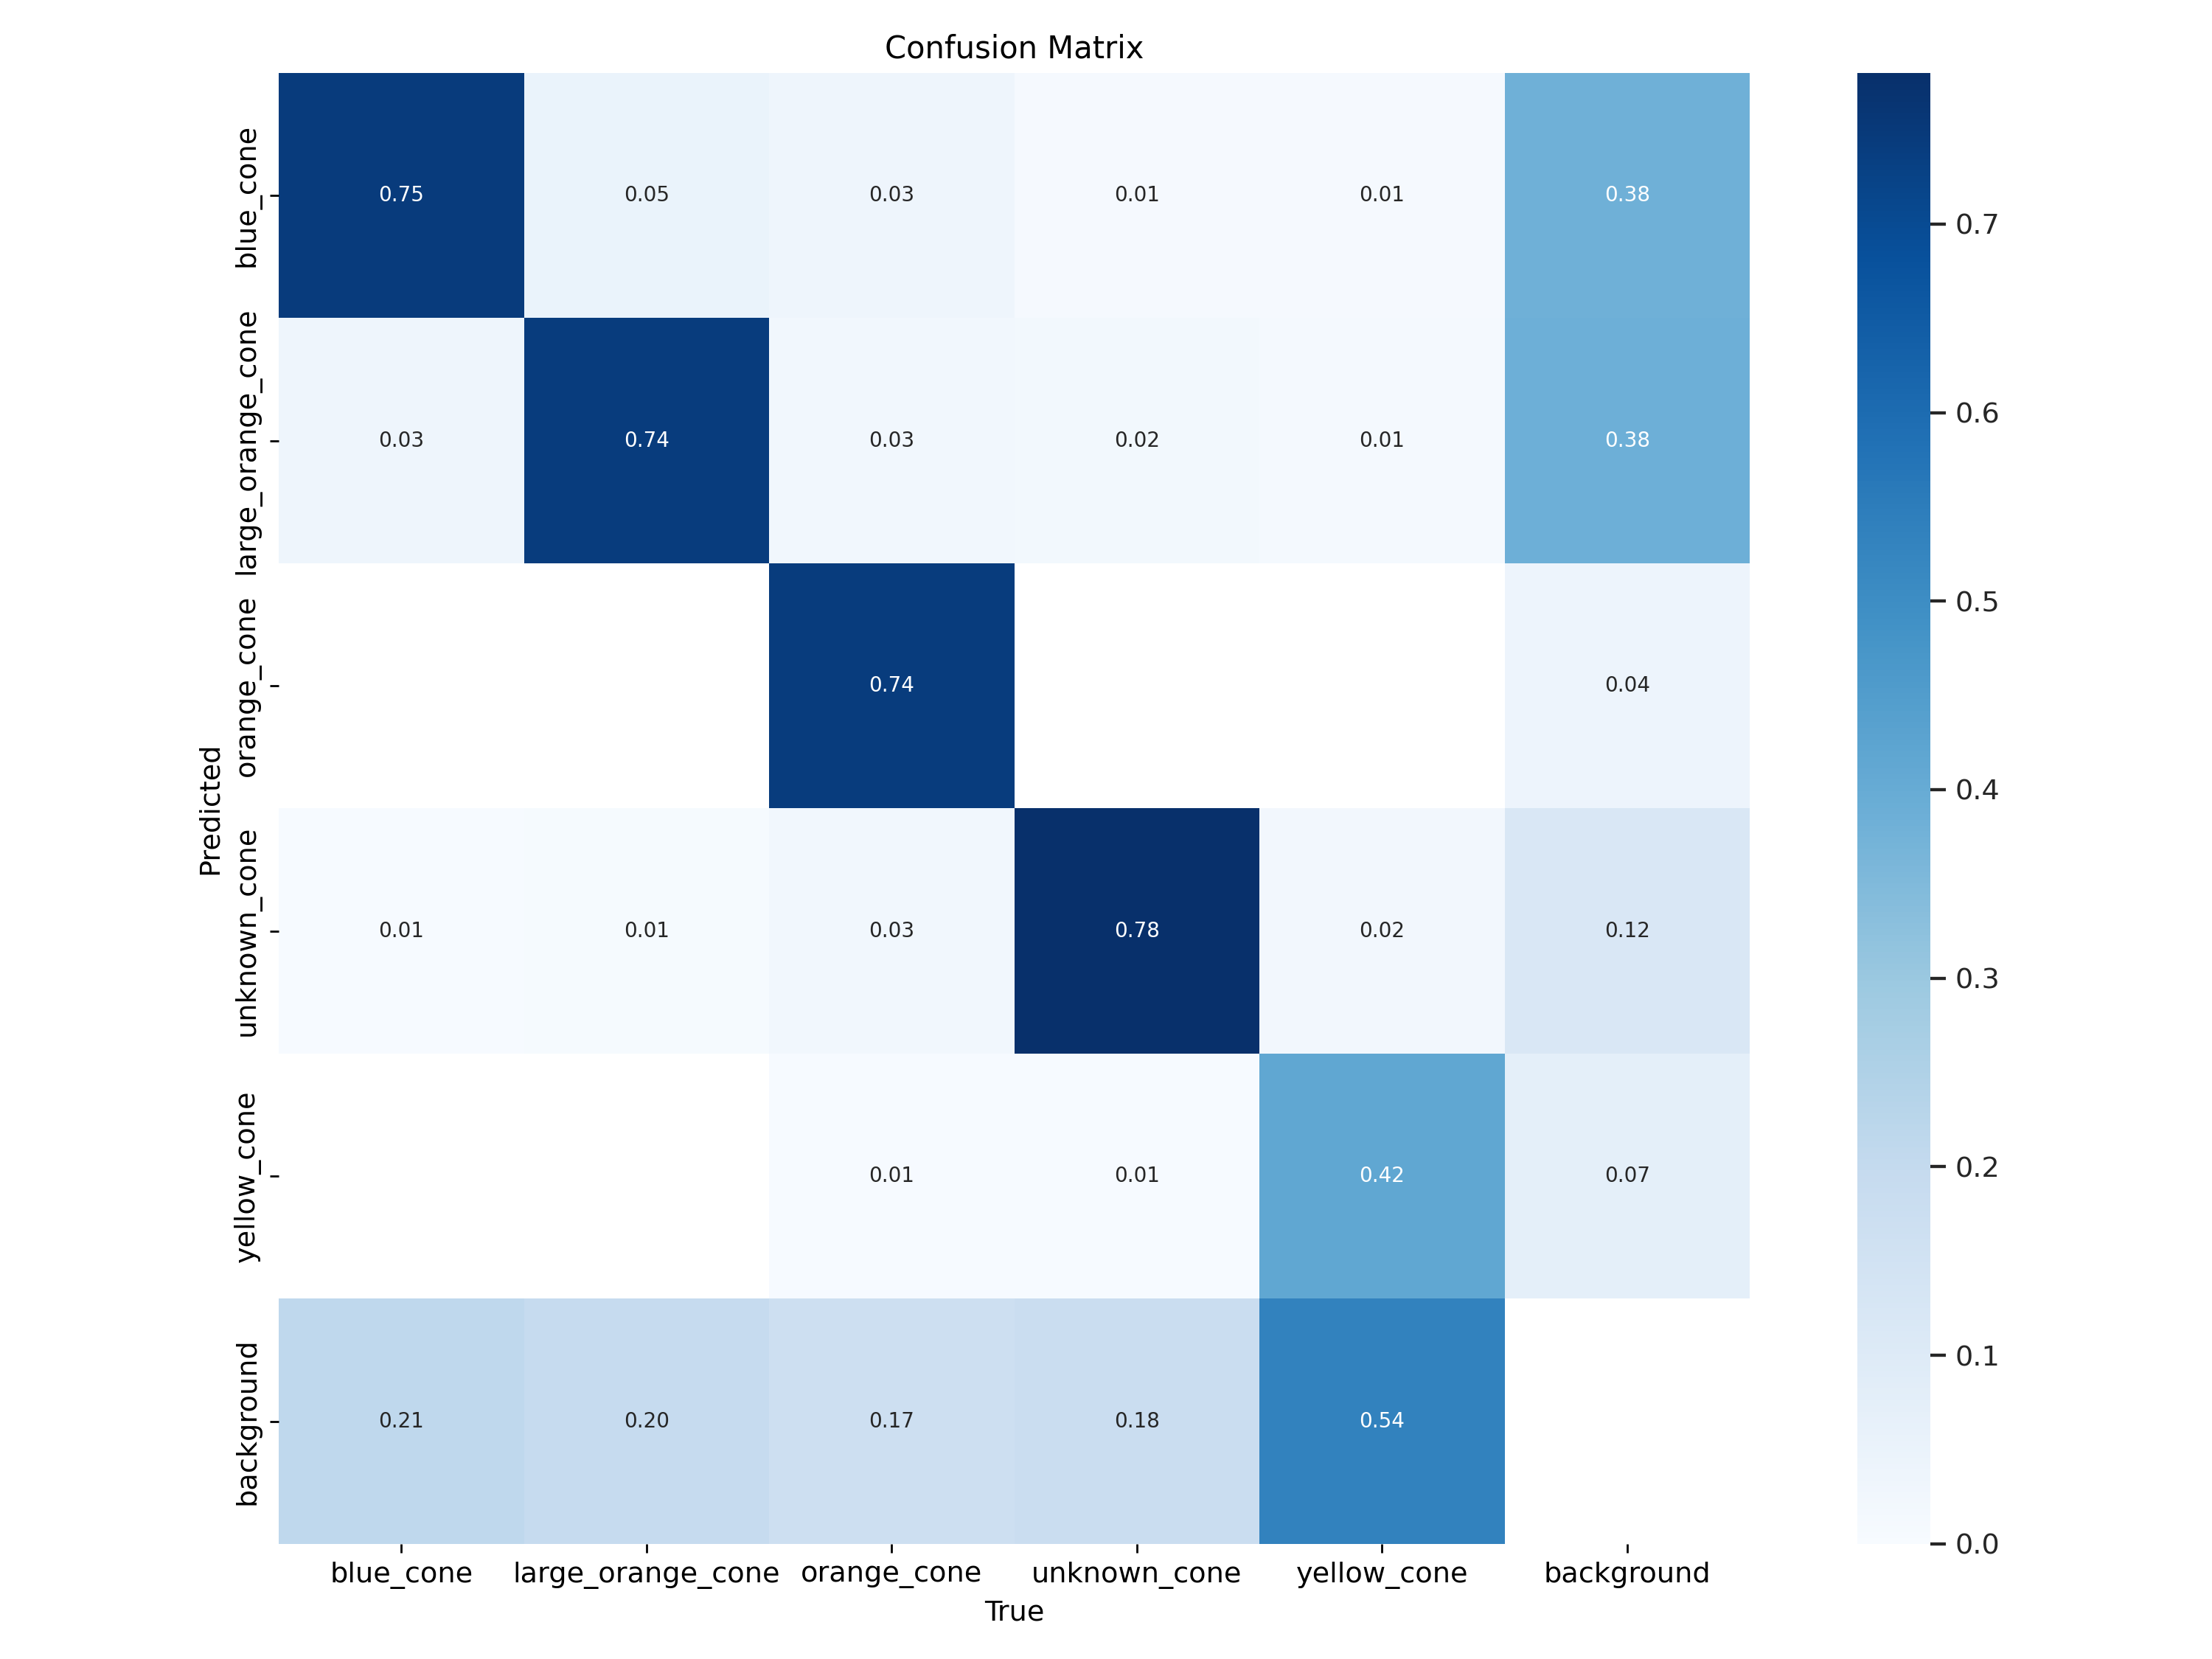 Confusion Matrix
blue_cone
0.75 0.05 0.03 0.01 0.01 0.38
large_orange_cone
0.03 0.74 0.03 0.02 0.01 0.38
orange_cone
0.74 0.04
unknown_cone
0.01 0.01 0.03 0.78 0.02 0.12
yellow_cone
0.01 0.01 0.42 0.07
background
0.21 0.20 0.17 0.18 0.54
Predicted
blue_cone large_orange_cone orange_cone unknown_cone yellow_cone background
True
0.7
0.6
0.5
0.4
0.3
0.2
0.1
0.0